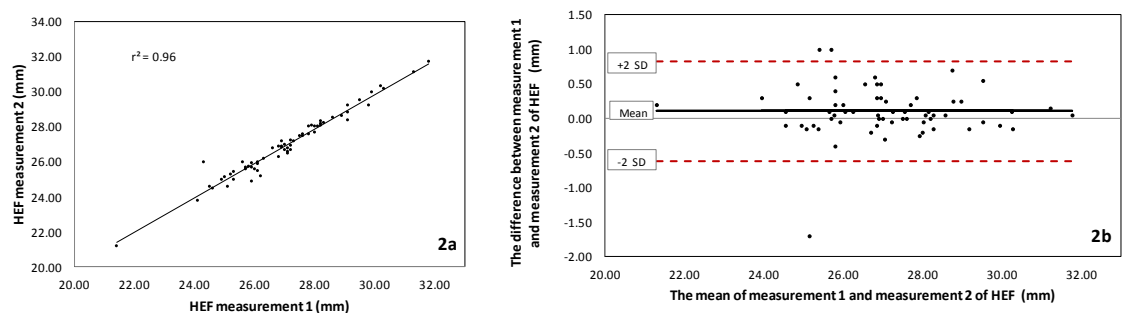 34.00
32.00
30.00
28.00
26.00
24.00
22.00
20.00
HEF measurement 2 (mm)
r² = 0.96
2a
20.00 22.00 24.00 26.00 28.00 30.00 32.00
HEF measurement 1 (mm)
The difference between measurement 1
and measurement 2 of HEF (mm)
1.50
1.00
0.50
0.00
-0.50
-1.00
-1.50
-2.00
+2 SD
Mean
-2 SD
2b
20.00 22.00 24.00 26.00 28.00 30.00 32.00
The mean of measurement 1 and measurement 2 of HEF (mm)